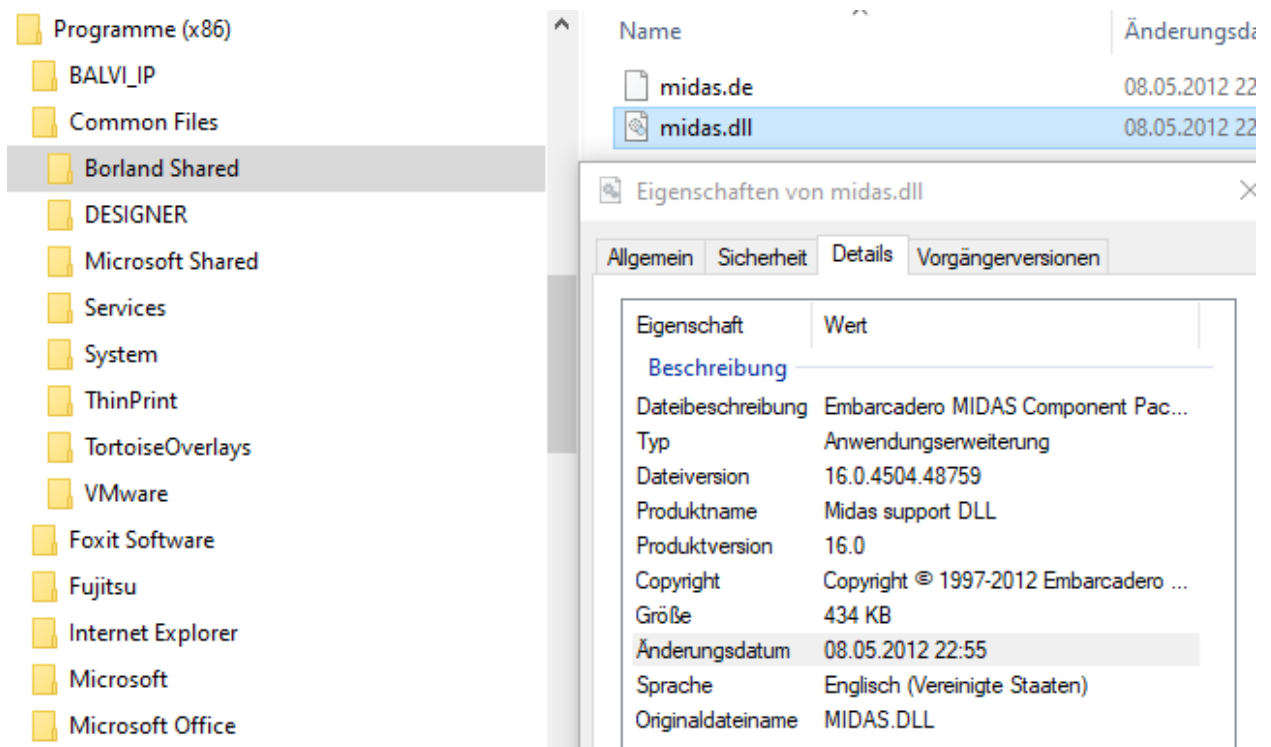 Programme (x86)
BALVI_IP
Common Files
Borland Shared
DESIGNER
Microsoft Shared
Services
System
ThinPrint
TortoiseOverlays
VMware
Foxit Software
Fujitsu
Internet Explorer
Microsoft
Microsoft Office
Name Änderungsda
midas.de 08.05.2012 22
midas.dll 08.05.2012 22
Eigenschaften von midas.dll
Allgemein Sicherheit Details Vorgängerversionen
Eigenschaft Wert
Beschreibung
Dateibeschreibung Embarcadero MIDAS Component Pac...
Typ Anwendungserweiterung
Dateiversion 16.0.4504.48759
Produktname Midas support DLL
Produktversion 16.0
Copyright Copyright © 1997-2012 Embarcadero ...
Größe 434 KB
Änderungsdatum 08.05.2012 22:55
Sprache Englisch (Vereinigte Staaten)
Originaldateiname MIDAS.DLL